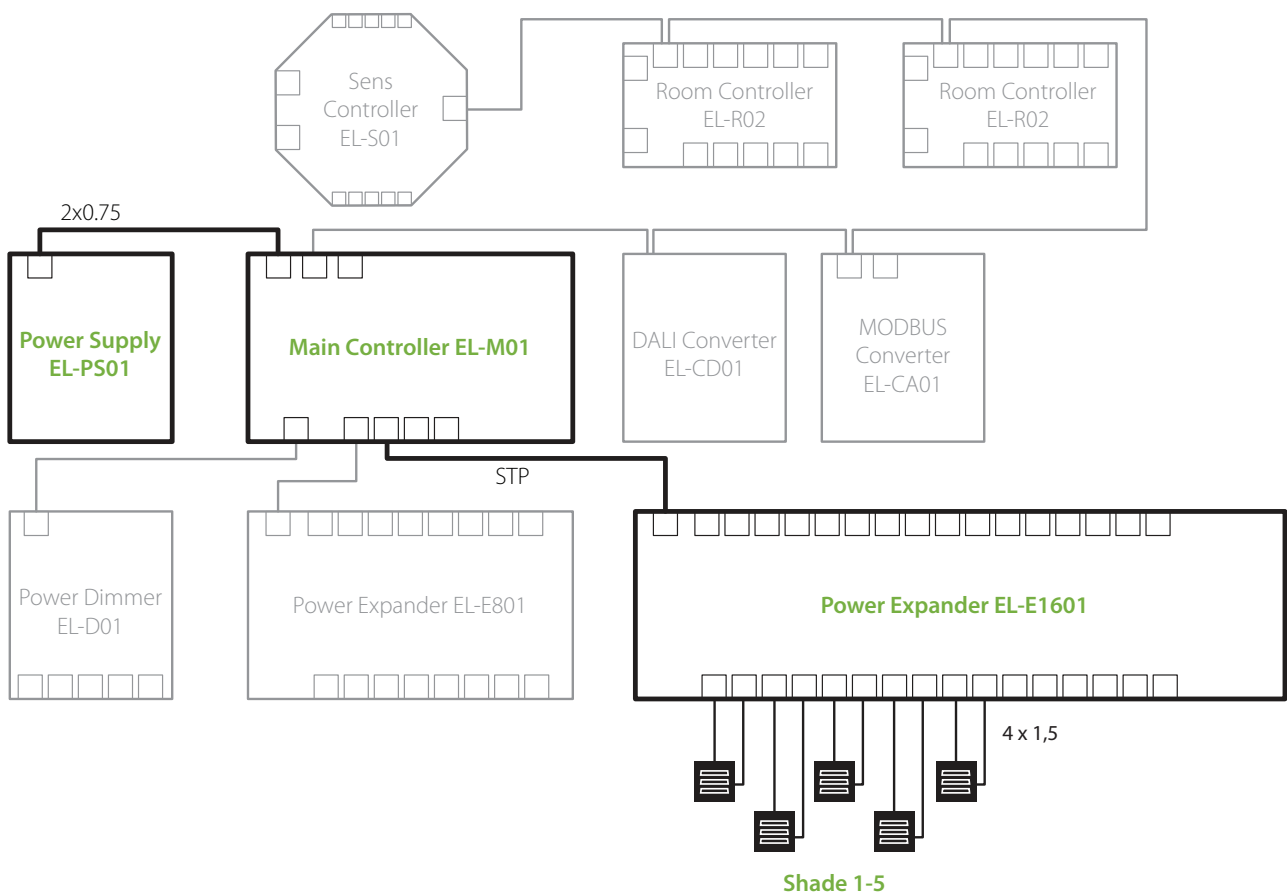 Sens
Controller
EL-S01
Room Controller
EL-R02
Room Controller
EL-R02
2x0.75
Power Supply
EL-PS01
Main Controller EL-M01
DALI Converter
EL-CD01
MODBUS
Converter
EL-CA01
STP
Power Dimmer
EL-D01
Power Expander EL-E801
Power Expander EL-E1601
4 x 1,5
Shade 1-5